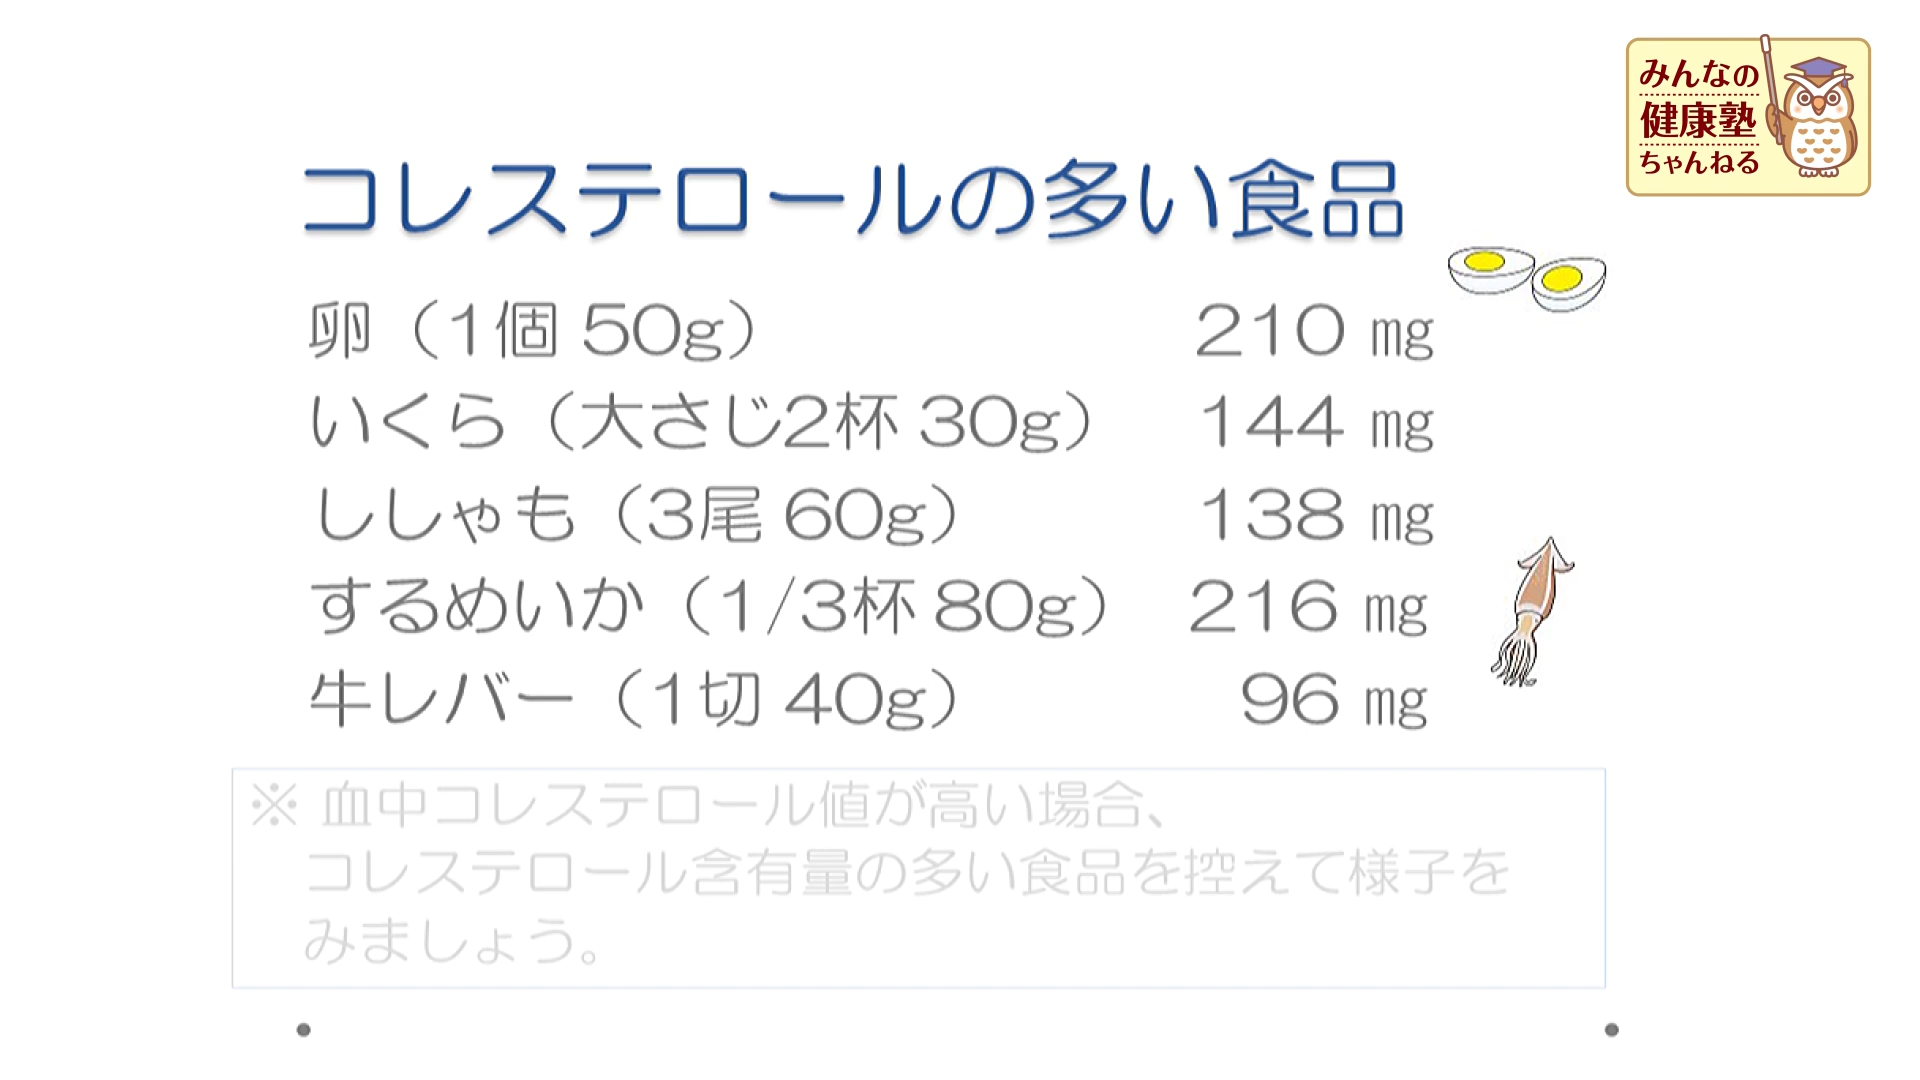 みんなの
健康塾
ちゃんねる
コレステロールの多い食品
卵（1個 50g） 210 ㎎
いくら（大さじ2杯 30g） 144 ㎎
ししゃも（3尾 60g） 138 ㎎
するめいか（1/3杯 80g） 216 ㎎
牛レバー（1切 40g） 96 ㎎
※ 血中コレステロール値が高い場合、
コレステロール含有量の多い食品を控えて様子を
みましょう。